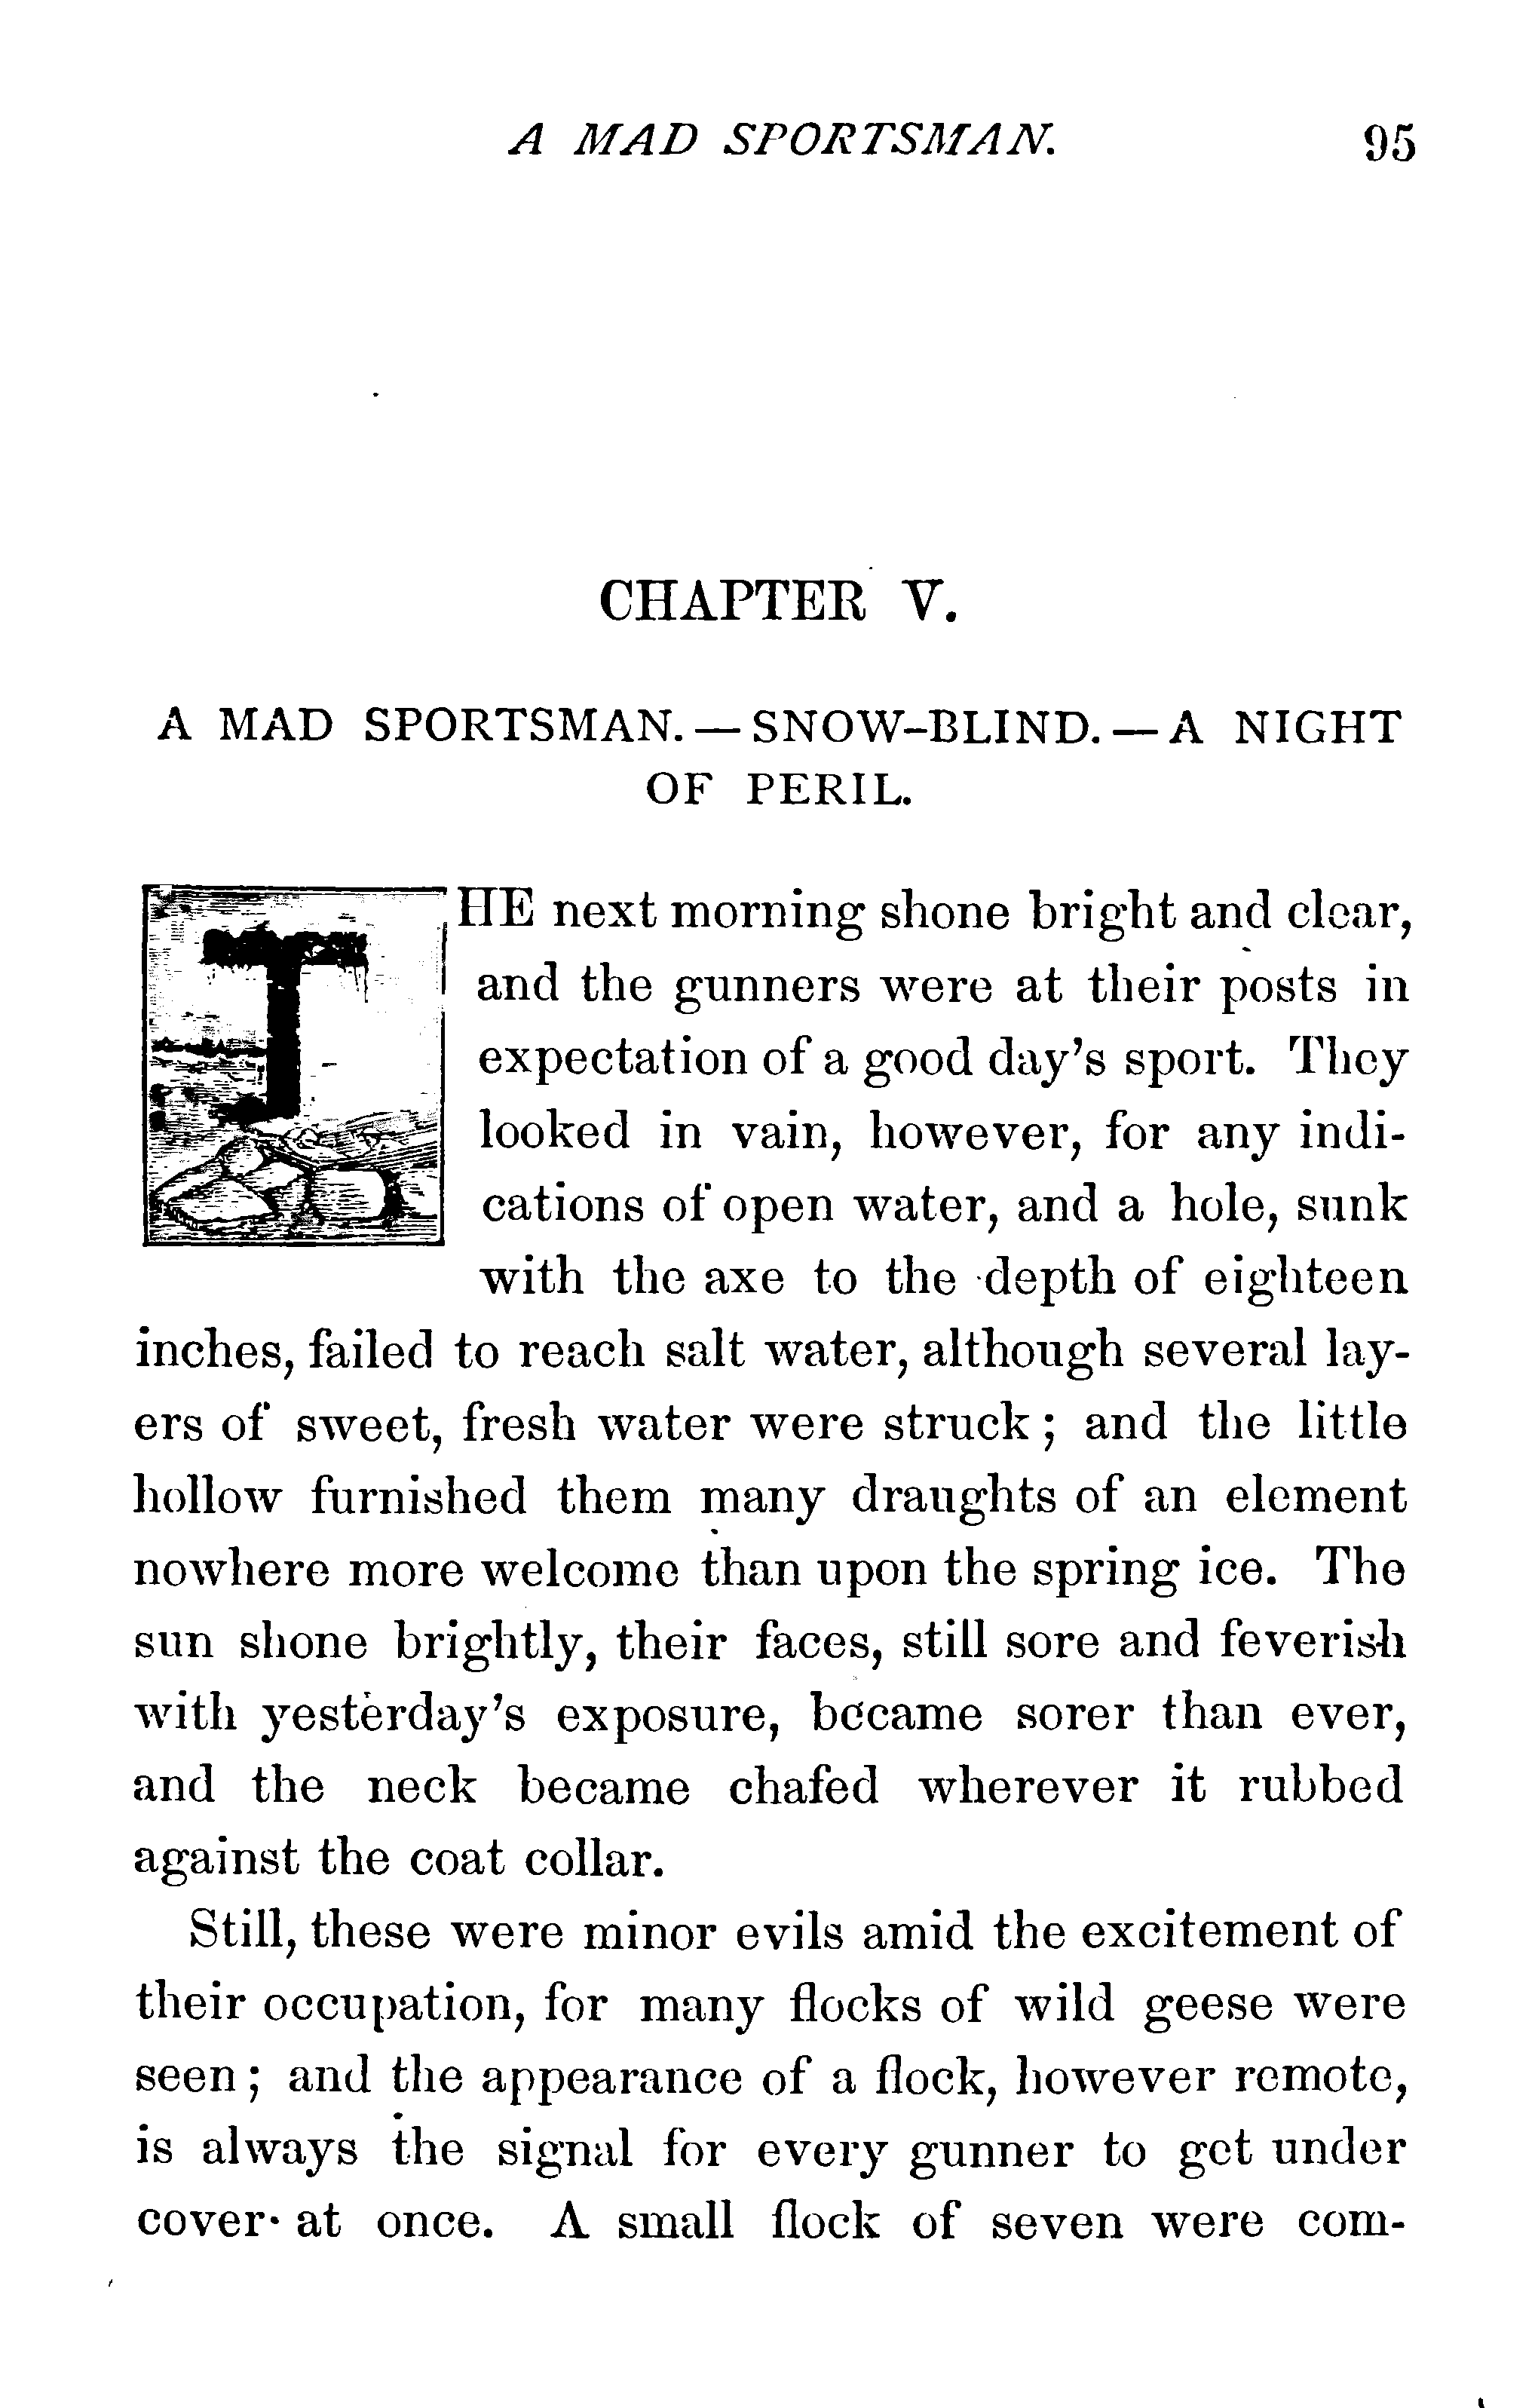 A MAD SPORTSMAN. 95
CHAPTER V.
A MAD SPORTSMAN.—SNOW-BLIND.—A NIGHT
OF PERIL.
THE next morning shone bright and clear,
and the gunners were at their posts in
expectation of a good day's sport. They
looked in vain, however, for any indi-
cations of open water, and a hole, sunk
with the axe to the depth of eighteen
inches, failed to reach salt water, although several lay-
ers of sweet, fresh water were struck; and the little
hollow furnished them many draughts of an element
nowhere more welcome than upon the spring ice. The
sun shone brightly, their faces, still sore and feverish
with yesterday's exposure, became sorer than ever,
and the neck became chafed wherever it rubbed
against the coat collar.
Still, these were minor evils amid the excitement of
their occupation, for many flocks of wild geese were
seen; and the appearance of a flock, however remote,
is always the signal for every gunner to get under
cover at once. A small flock of seven were com-